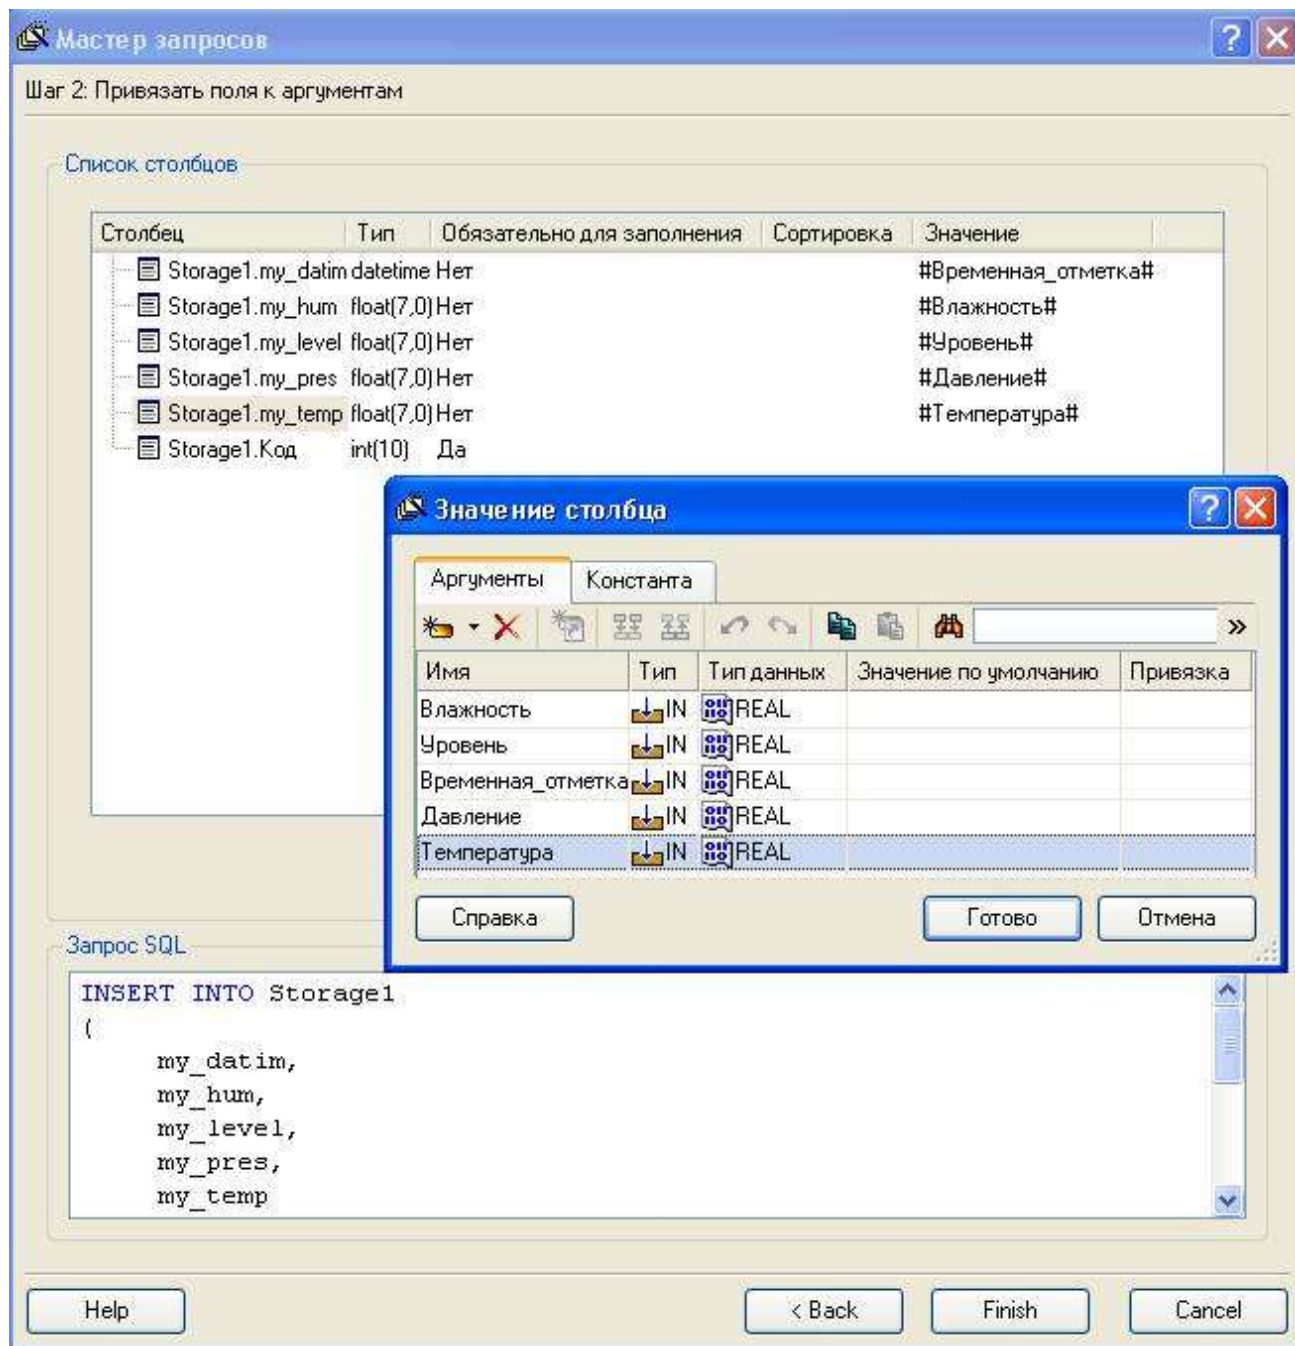 Мастер запросов
Шаг 2: Привязать поля к аргументам
Список столбцов
Столбец Тип Обязательно для заполнения Сортировка Значение
Storage1.my_datim datetime Нет #Временная_отметка#
Storage1.my_hum float(7,0) Нет #Влажность#
Storage1.my_level float(7,0) Нет #Уровень#
Storage1.my_pres float(7,0) Нет #Давление#
Storage1.my_temp float(7,0) Нет #Температура#
Storage1.Код int(10) Да
Значение столбца
Аргументы Константа
Имя Тип Тип данных Значение по умолчанию Привязка
Влажность IN REAL
Уровень IN REAL
Временная_отметка IN REAL
Давление IN REAL
Температура IN REAL
Справка Готово Отмена
Запрос SQL
INSERT INTO Storage1
(
my_datim,
my_hum,
my_level,
my_pres,
my_temp
Help < Back Finish Cancel